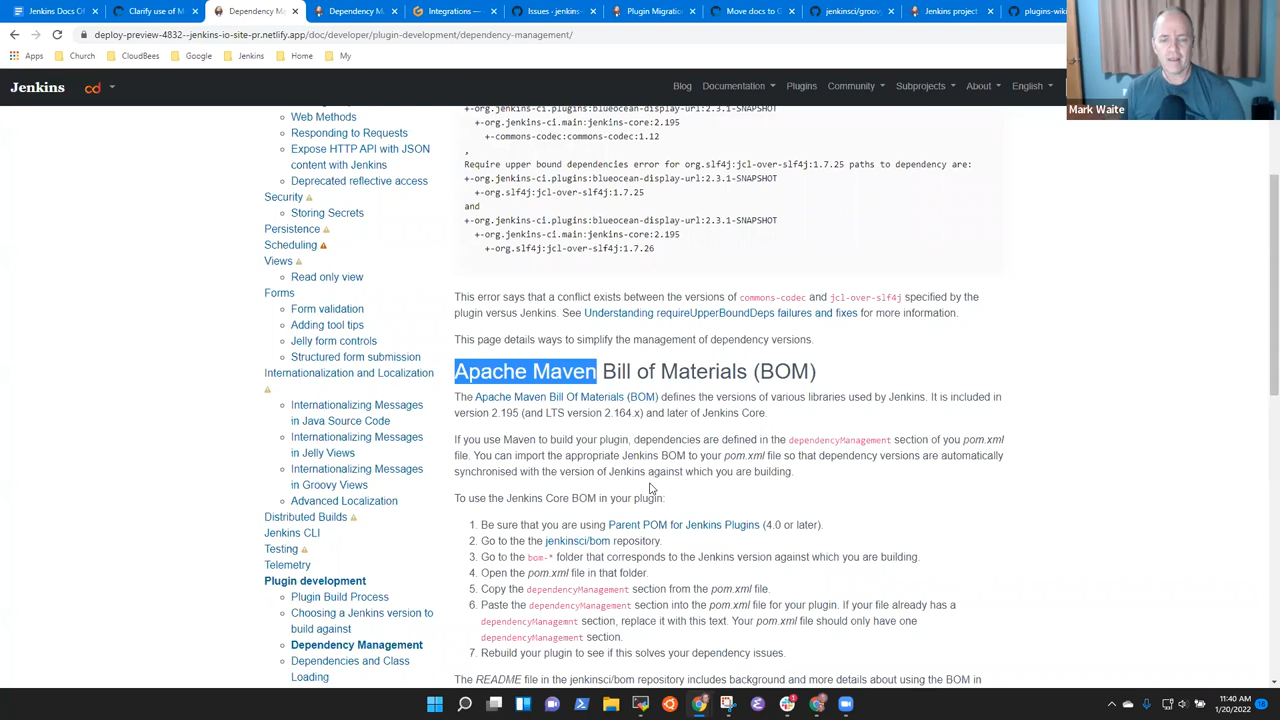 Jenkins Docs Of
Clarify use of M
Dependency M
Dependency M
Integrations —
Issues · jenkins-
Plugin Migratio
Move docs to G
jenkinsci/groov
Jenkins project
plugins-wiki
deploy-preview-4832--jenkins-io-site-pr.netlify.app/doc/developer/plugin-development/dependency-management/
Apps
Church
CloudBees
Google
Jenkins
Home
My
Mark Waite
Jenkins
cd
Blog
Documentation
Plugins
Community
Subprojects
About
English
Web Methods
Responding to Requests
Expose HTTP API with JSON
content with Jenkins
Deprecated reflective access
Security
Storing Secrets
Persistence
Scheduling
Views
Read only view
Forms
Form validation
Adding tool tips
Jelly form controls
Structured form submission
Internationalization and Localization
Internationalizing Messages
in Java Source Code
Internationalizing Messages
in Jelly Views
Internationalizing Messages
in Groovy Views
Advanced Localization
Distributed Builds
Jenkins CLI
Testing
Telemetry
Plugin development
Plugin Build Process
Choosing a Jenkins version to
build against
Dependency Management
Dependencies and Class
Loading
+-org.jenkins-ci.plugins:blueocean-display-url:2.3.1-SNAPSHOT
+-org.jenkins-ci.main:jenkins-core:2.195
+-commons-codec:commons-codec:1.12
,
Require upper bound dependencies error for org.slf4j:jcl-over-slf4j:1.7.25 paths to dependency are:
+-org.jenkins-ci.plugins:blueocean-display-url:2.3.1-SNAPSHOT
+-org.slf4j:jcl-over-slf4j:1.7.25
and
+-org.jenkins-ci.plugins:blueocean-display-url:2.3.1-SNAPSHOT
+-org.jenkins-ci.main:jenkins-core:2.195
+-org.slf4j:jcl-over-slf4j:1.7.26
This error says that a conflict exists between the versions of commons-codec and jcl-over-slf4j specified by the
plugin versus Jenkins. See Understanding requireUpperBoundDeps failures and fixes for more information.
This page details ways to simplify the management of dependency versions.
Apache Maven Bill of Materials (BOM)
The Apache Maven Bill Of Materials (BOM) defines the versions of various libraries used by Jenkins. It is included in
version 2.195 (and LTS version 2.164.x) and later of Jenkins Core.
If you use Maven to build your plugin, dependencies are defined in the dependencyManagement section of you pom.xml
file. You can import the appropriate Jenkins BOM to your pom.xml file so that dependency versions are automatically
synchronised with the version of Jenkins against which you are building.
To use the Jenkins Core BOM in your plugin:
1. Be sure that you are using Parent POM for Jenkins Plugins (4.0 or later).
2. Go to the the jenkinsci/bom repository.
3. Go to the bom-* folder that corresponds to the Jenkins version against which you are building.
4. Open the pom.xml file in that folder.
5. Copy the dependencyManagement section from the pom.xml file.
6. Paste the dependencyManagement section into the pom.xml file for your plugin. If your file already has a
dependencyManagemnt section, replace it with this text. Your pom.xml file should only have one
dependencyManagement section.
7. Rebuild your plugin to see if this solves your dependency issues.
The README file in the jenkinsci/bom repository includes background and more details about using the BOM in
11:40 AM
1/20/2022